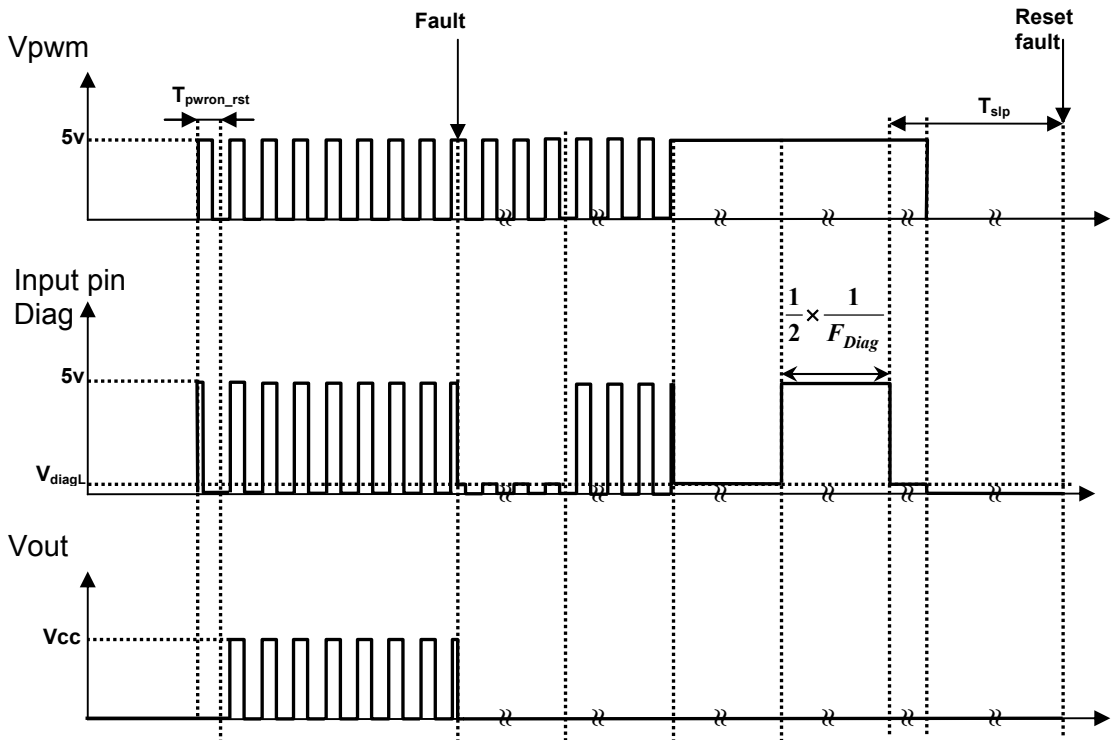 Fault
Reset
fault
Vpwm
Tpwron_rst
Tslp
5v
Input pin
Diag
1/2 × 1/FDiag
5v
VdiagL
Vout
Vcc